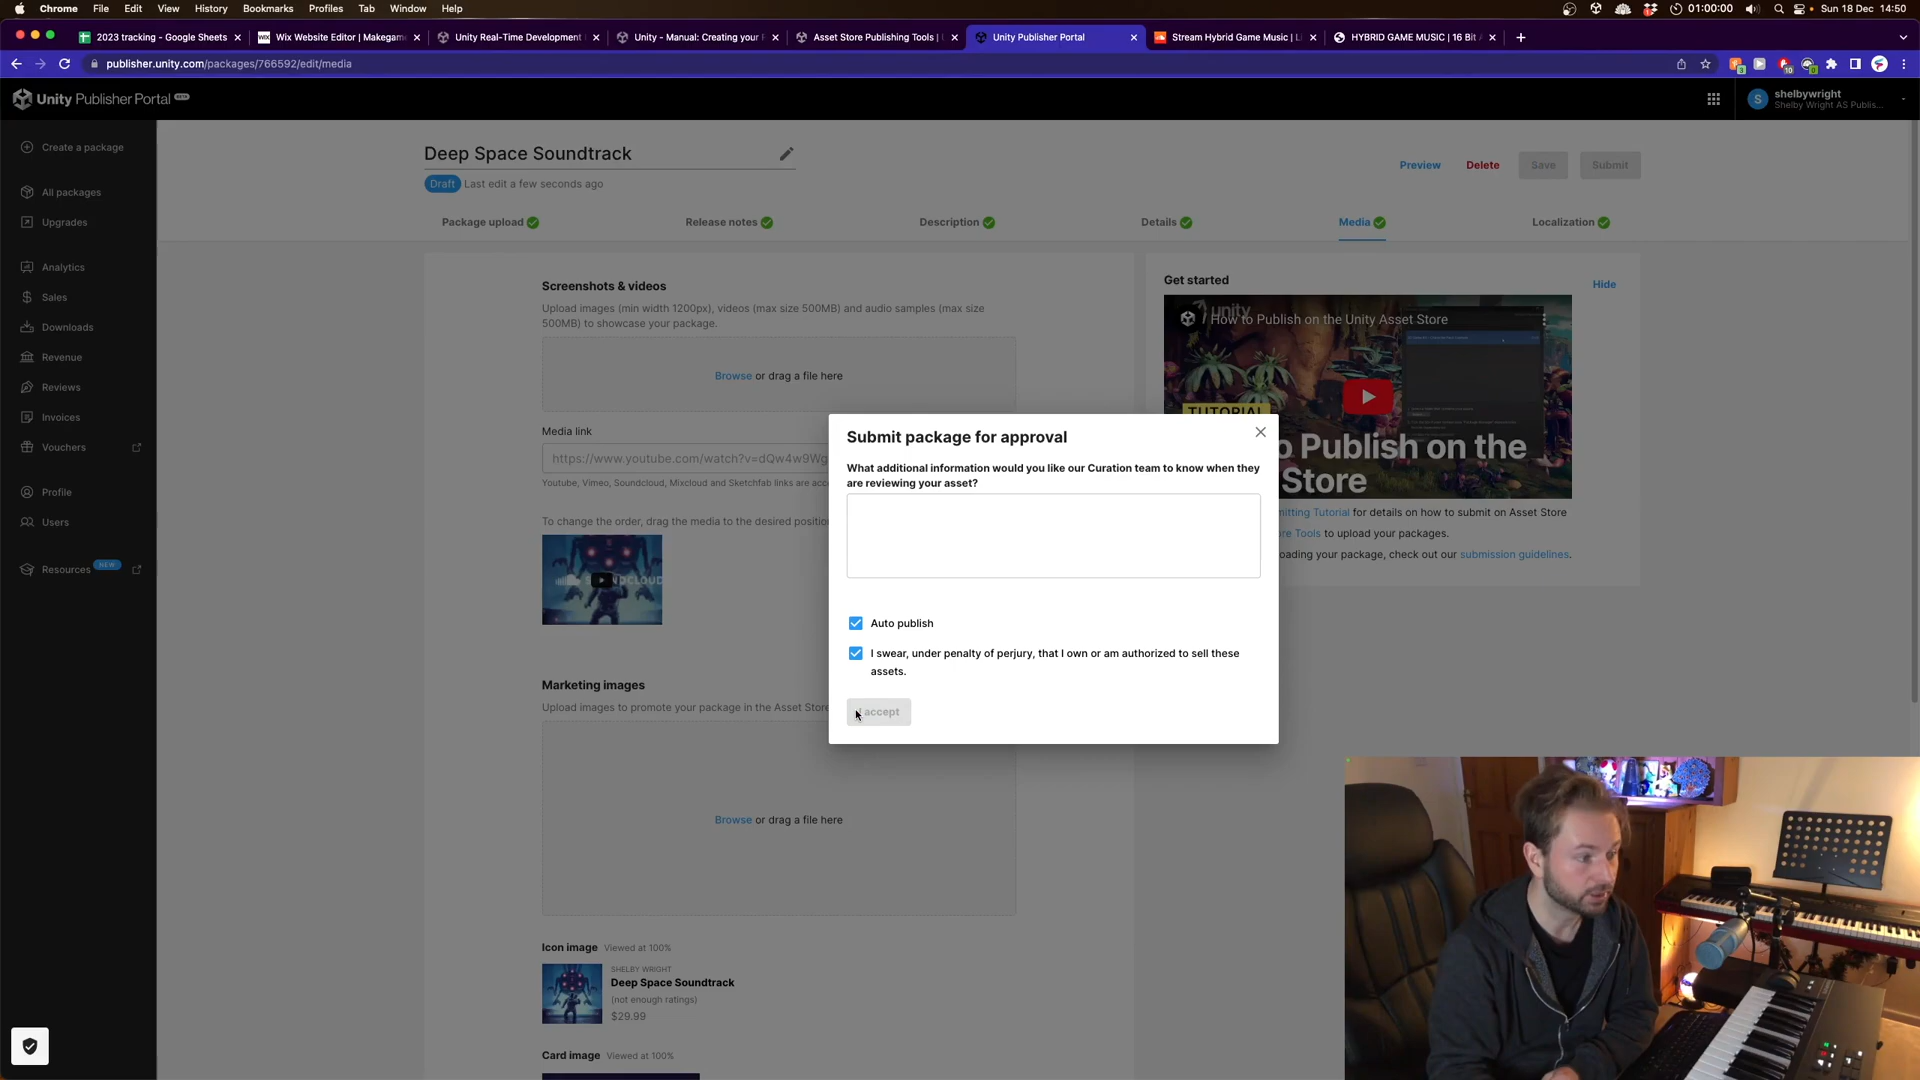 Chrome File Edit View History Bookmarks Profiles Tab Window Help
01:00:00 Sun 18 Dec 14:50
2023 tracking - Google Sheets
Wix Website Editor | Makegame
Unity Real-Time Development
Unity - Manual: Creating your
Asset Store Publishing Tools |
Unity Publisher Portal
Stream Hybrid Game Music | Li
HYBRID GAME MUSIC | 16 Bit
publisher.unity.com/packages/766592/edit/media
Unity Publisher Portal BETA
S
shelbywright
Shelby Wright AS Publis...
Create a package
All packages
Upgrades
Analytics
Sales
Downloads
Revenue
Reviews
Invoices
Vouchers
Profile
Users
Resources NEW
Deep Space Soundtrack
Draft Last edit a few seconds ago
Preview
Delete
Save
Submit
Package upload
Release notes
Description
Details
Media
Localization
Screenshots & videos
Upload images (min width 1200px), videos (max size 500MB) and audio samples (max size
500MB) to showcase your package.
Browse or drag a file here
Media link
https://www.youtube.com/watch?v=dQw4w9Wg
Youtube, Vimeo, Soundcloud, Mixcloud and Sketchfab links are acce
To change the order, drag the media to the desired position
Marketing images
Upload images to promote your package in the Asset Store
Browse or drag a file here
Icon image Viewed at 100%
SHELBY WRIGHT
Deep Space Soundtrack
(not enough ratings)
$29.99
Card image Viewed at 100%
Get started
Hide
unity
/ How to Publish on the Unity Asset Store
TUTORIAL
o Publish on the
Store
mitting Tutorial for details on how to submit on Asset Store
re Tools to upload your packages.
oading your package, check out our submission guidelines.
Submit package for approval
What additional information would you like our Curation team to know when they
are reviewing your asset?
Auto publish
I swear, under penalty of perjury, that I own or am authorized to sell these
assets.
accept